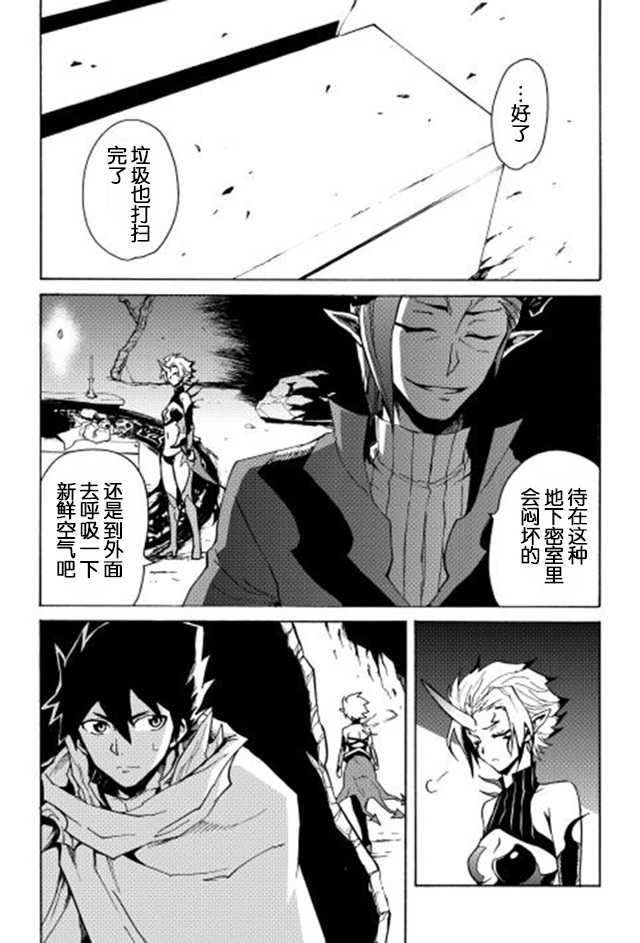 …好了
垃圾也打扫
完了
待在这种
地下密室里
会闷坏的
还是到外面
去呼吸一下
新鲜空气吧